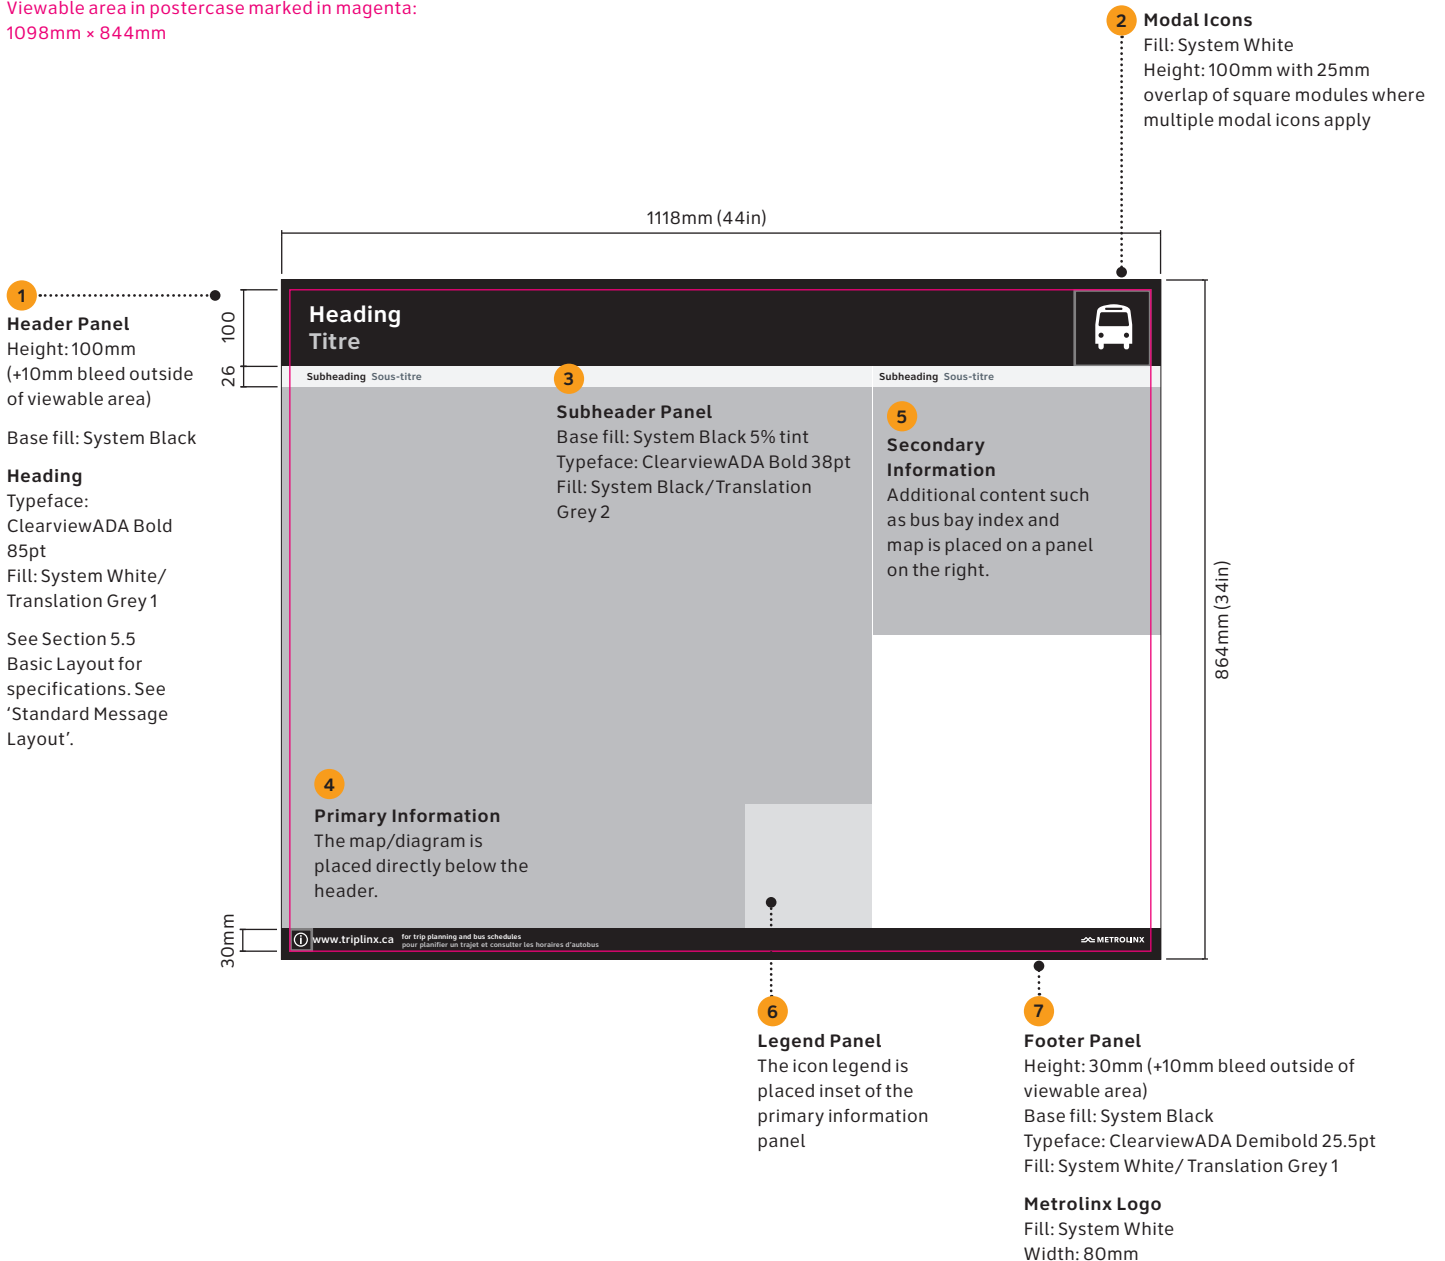 Viewable area in postercase marked in magenta:
1098mm × 844mm
2
Modal Icons
Fill: System White
Height: 100mm with 25mm
overlap of square modules where
multiple modal icons apply
1118mm (44in)
1
Header Panel
Height: 100mm
(+10mm bleed outside
of viewable area)
Base fill: System Black
Heading
Typeface:
ClearviewADA Bold
85pt
Fill: System White/
Translation Grey 1
See Section 5.5
Basic Layout for
specifications. See
‘Standard Message
Layout’.
100
26
Heading
Titre
Subheading Sous-titre
Subheading Sous-titre
3
Subheader Panel
Base fill: System Black 5% tint
Typeface: ClearviewADA Bold 38pt
Fill: System Black/Translation
Grey 2
5
Secondary
Information
Additional content such
as bus bay index and
map is placed on a panel
on the right.
864mm (34in)
4
Primary Information
The map/diagram is
placed directly below the
header.
30mm
www.triplinx.ca
for trip planning and bus schedules
pour planifier un trajet et consulter les horaires d'autobus
METROLINX
6
Legend Panel
The icon legend is
placed inset of the
primary information
panel
7
Footer Panel
Height: 30mm (+10mm bleed outside of
viewable area)
Base fill: System Black
Typeface: ClearviewADA Demibold 25.5pt
Fill: System White/ Translation Grey 1
Metrolinx Logo
Fill: System White
Width: 80mm